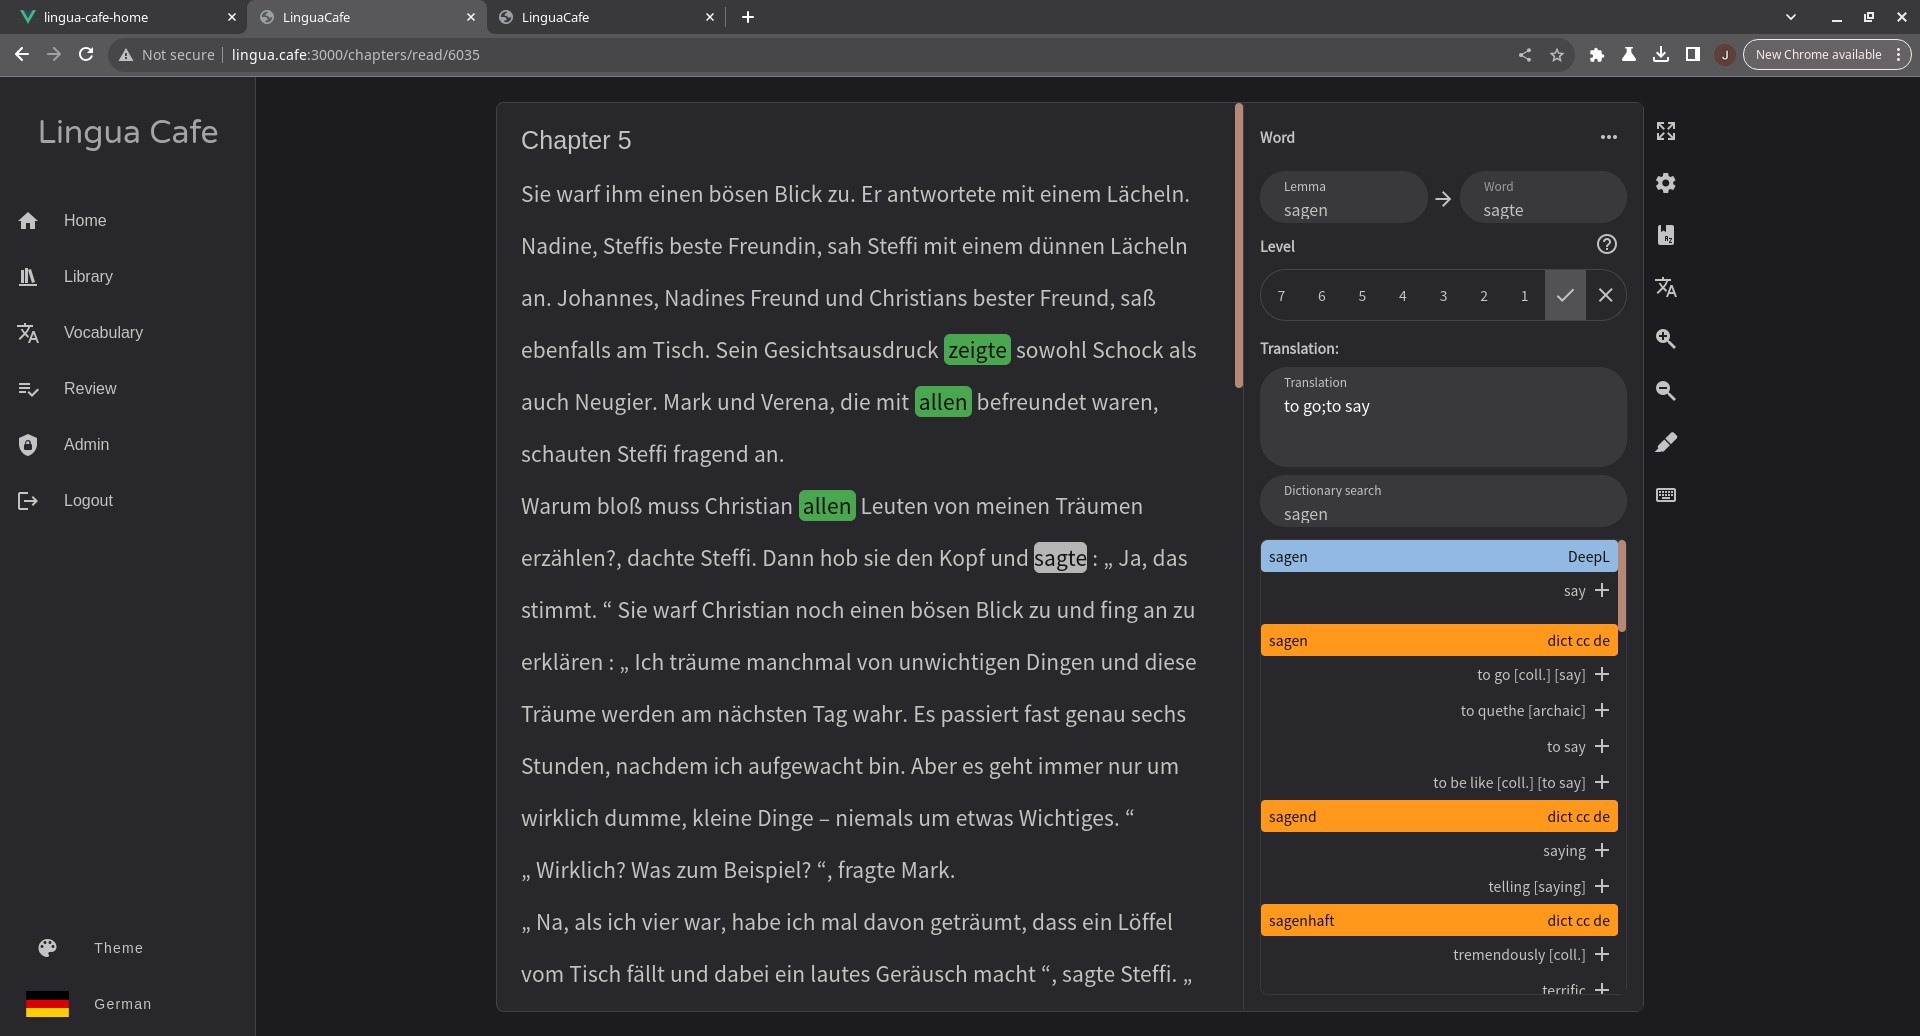 lingua-cafe-home
LinguaCafe
LinguaCafe
Not secure
lingua.cafe:3000/chapters/read/6035
J
New Chrome available
Lingua Cafe
Home
Library
Vocabulary
Review
Admin
Logout
Theme
German
Chapter 5
Sie warf ihm einen bösen Blick zu. Er antwortete mit einem Lächeln.
Nadine, Steffis beste Freundin, sah Steffi mit einem dünnen Lächeln
an. Johannes, Nadines Freund und Christians bester Freund, saß
ebenfalls am Tisch. Sein Gesichtsausdruck zeigte sowohl Schock als
auch Neugier. Mark und Verena, die mit allen befreundet waren,
schauten Steffi fragend an.
Warum bloß muss Christian allen Leuten von meinen Träumen
erzählen?, dachte Steffi. Dann hob sie den Kopf und sagte : „ Ja, das
stimmt. “ Sie warf Christian noch einen bösen Blick zu und fing an zu
erklären : „ Ich träume manchmal von unwichtigen Dingen und diese
Träume werden am nächsten Tag wahr. Es passiert fast genau sechs
Stunden, nachdem ich aufgewacht bin. Aber es geht immer nur um
wirklich dumme, kleine Dinge – niemals um etwas Wichtiges. “
„ Wirklich? Was zum Beispiel? “, fragte Mark.
„ Na, als ich vier war, habe ich mal davon geträumt, dass ein Löffel
vom Tisch fällt und dabei ein lautes Geräusch macht “, sagte Steffi. „
Word
Lemma
sagen
Word
sagte
Level
7 6 5 4 3 2 1
Translation:
Translation
to go;to say
Dictionary search
sagen
sagen DeepL
say
sagen dict cc de
to go [coll.] [say]
to quethe [archaic]
to say
to be like [coll.] [to say]
sagend dict cc de
saying
telling [saying]
sagenhaft dict cc de
tremendously [coll.]
terrific